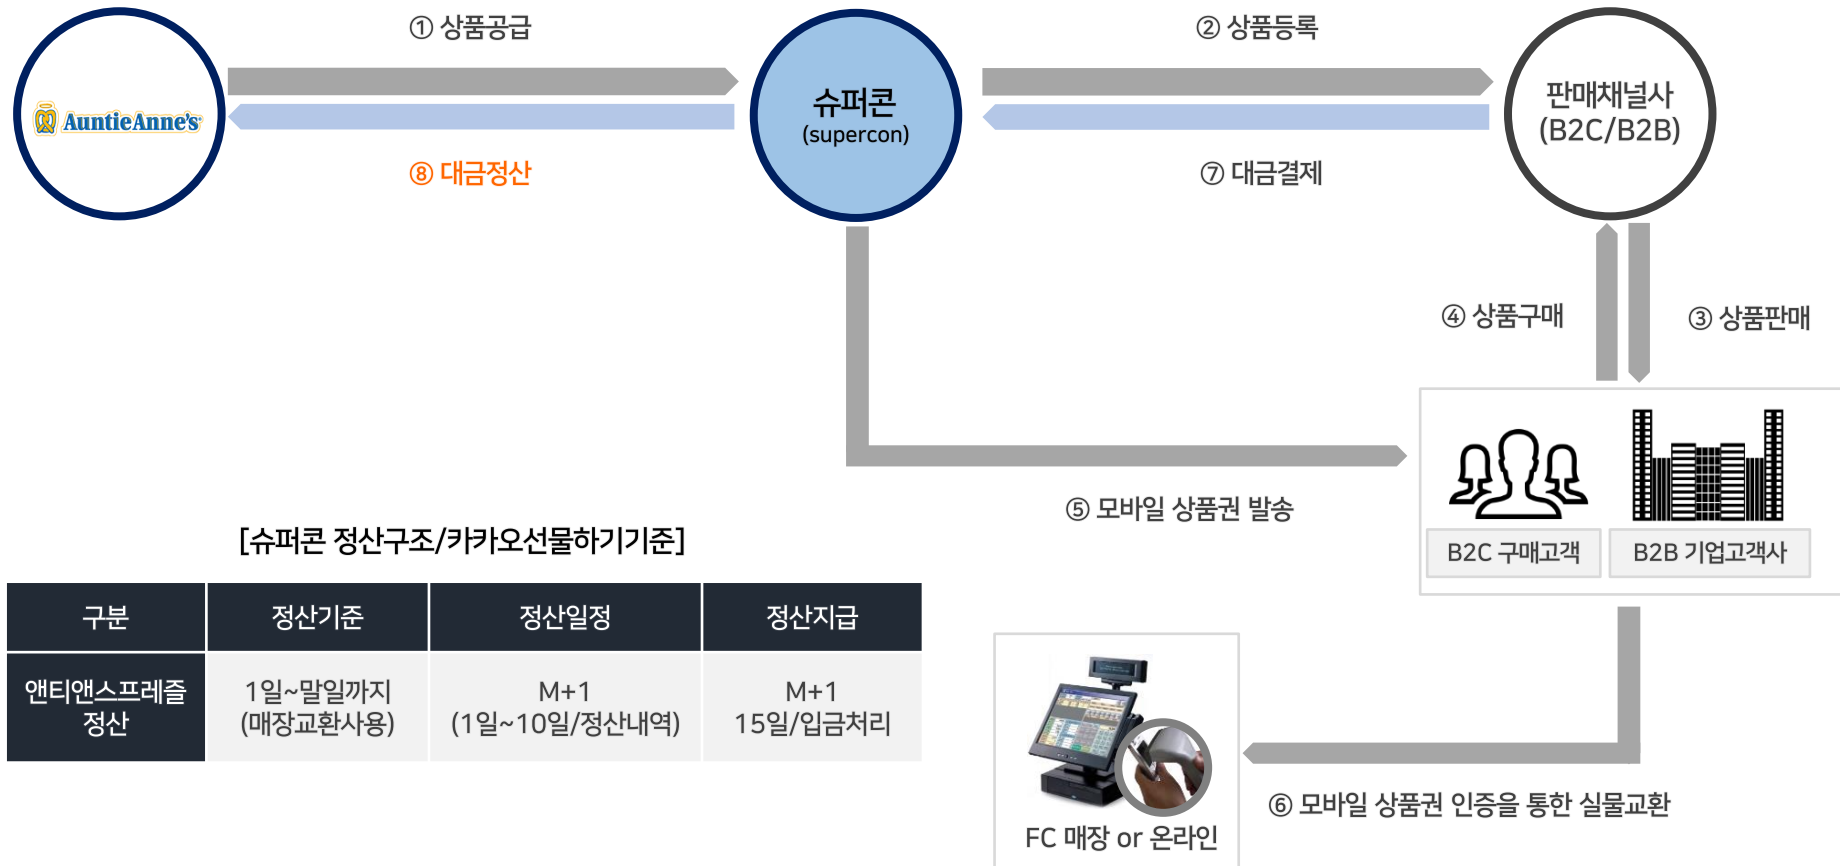 ① 상품공급
② 상품등록
AuntieAnne's
슈퍼콘
(supercon)
판매채널사
(B2C/B2B)
⑧ 대금정산
⑦ 대금결제
④ 상품구매
③ 상품판매
⑤ 모바일 상품권 발송
B2C 구매고객
B2B 기업고객사
[슈퍼콘 정산구조/카카오선물하기기준]
구분
정산기준
정산일정
정산지급
앤티앤스프레즐
정산
1일~말일까지
(매장교환사용)
M+1
(1일~10일/정산내역)
M+1
15일/입금처리
⑥ 모바일 상품권 인증을 통한 실물교환
FC 매장 or 온라인